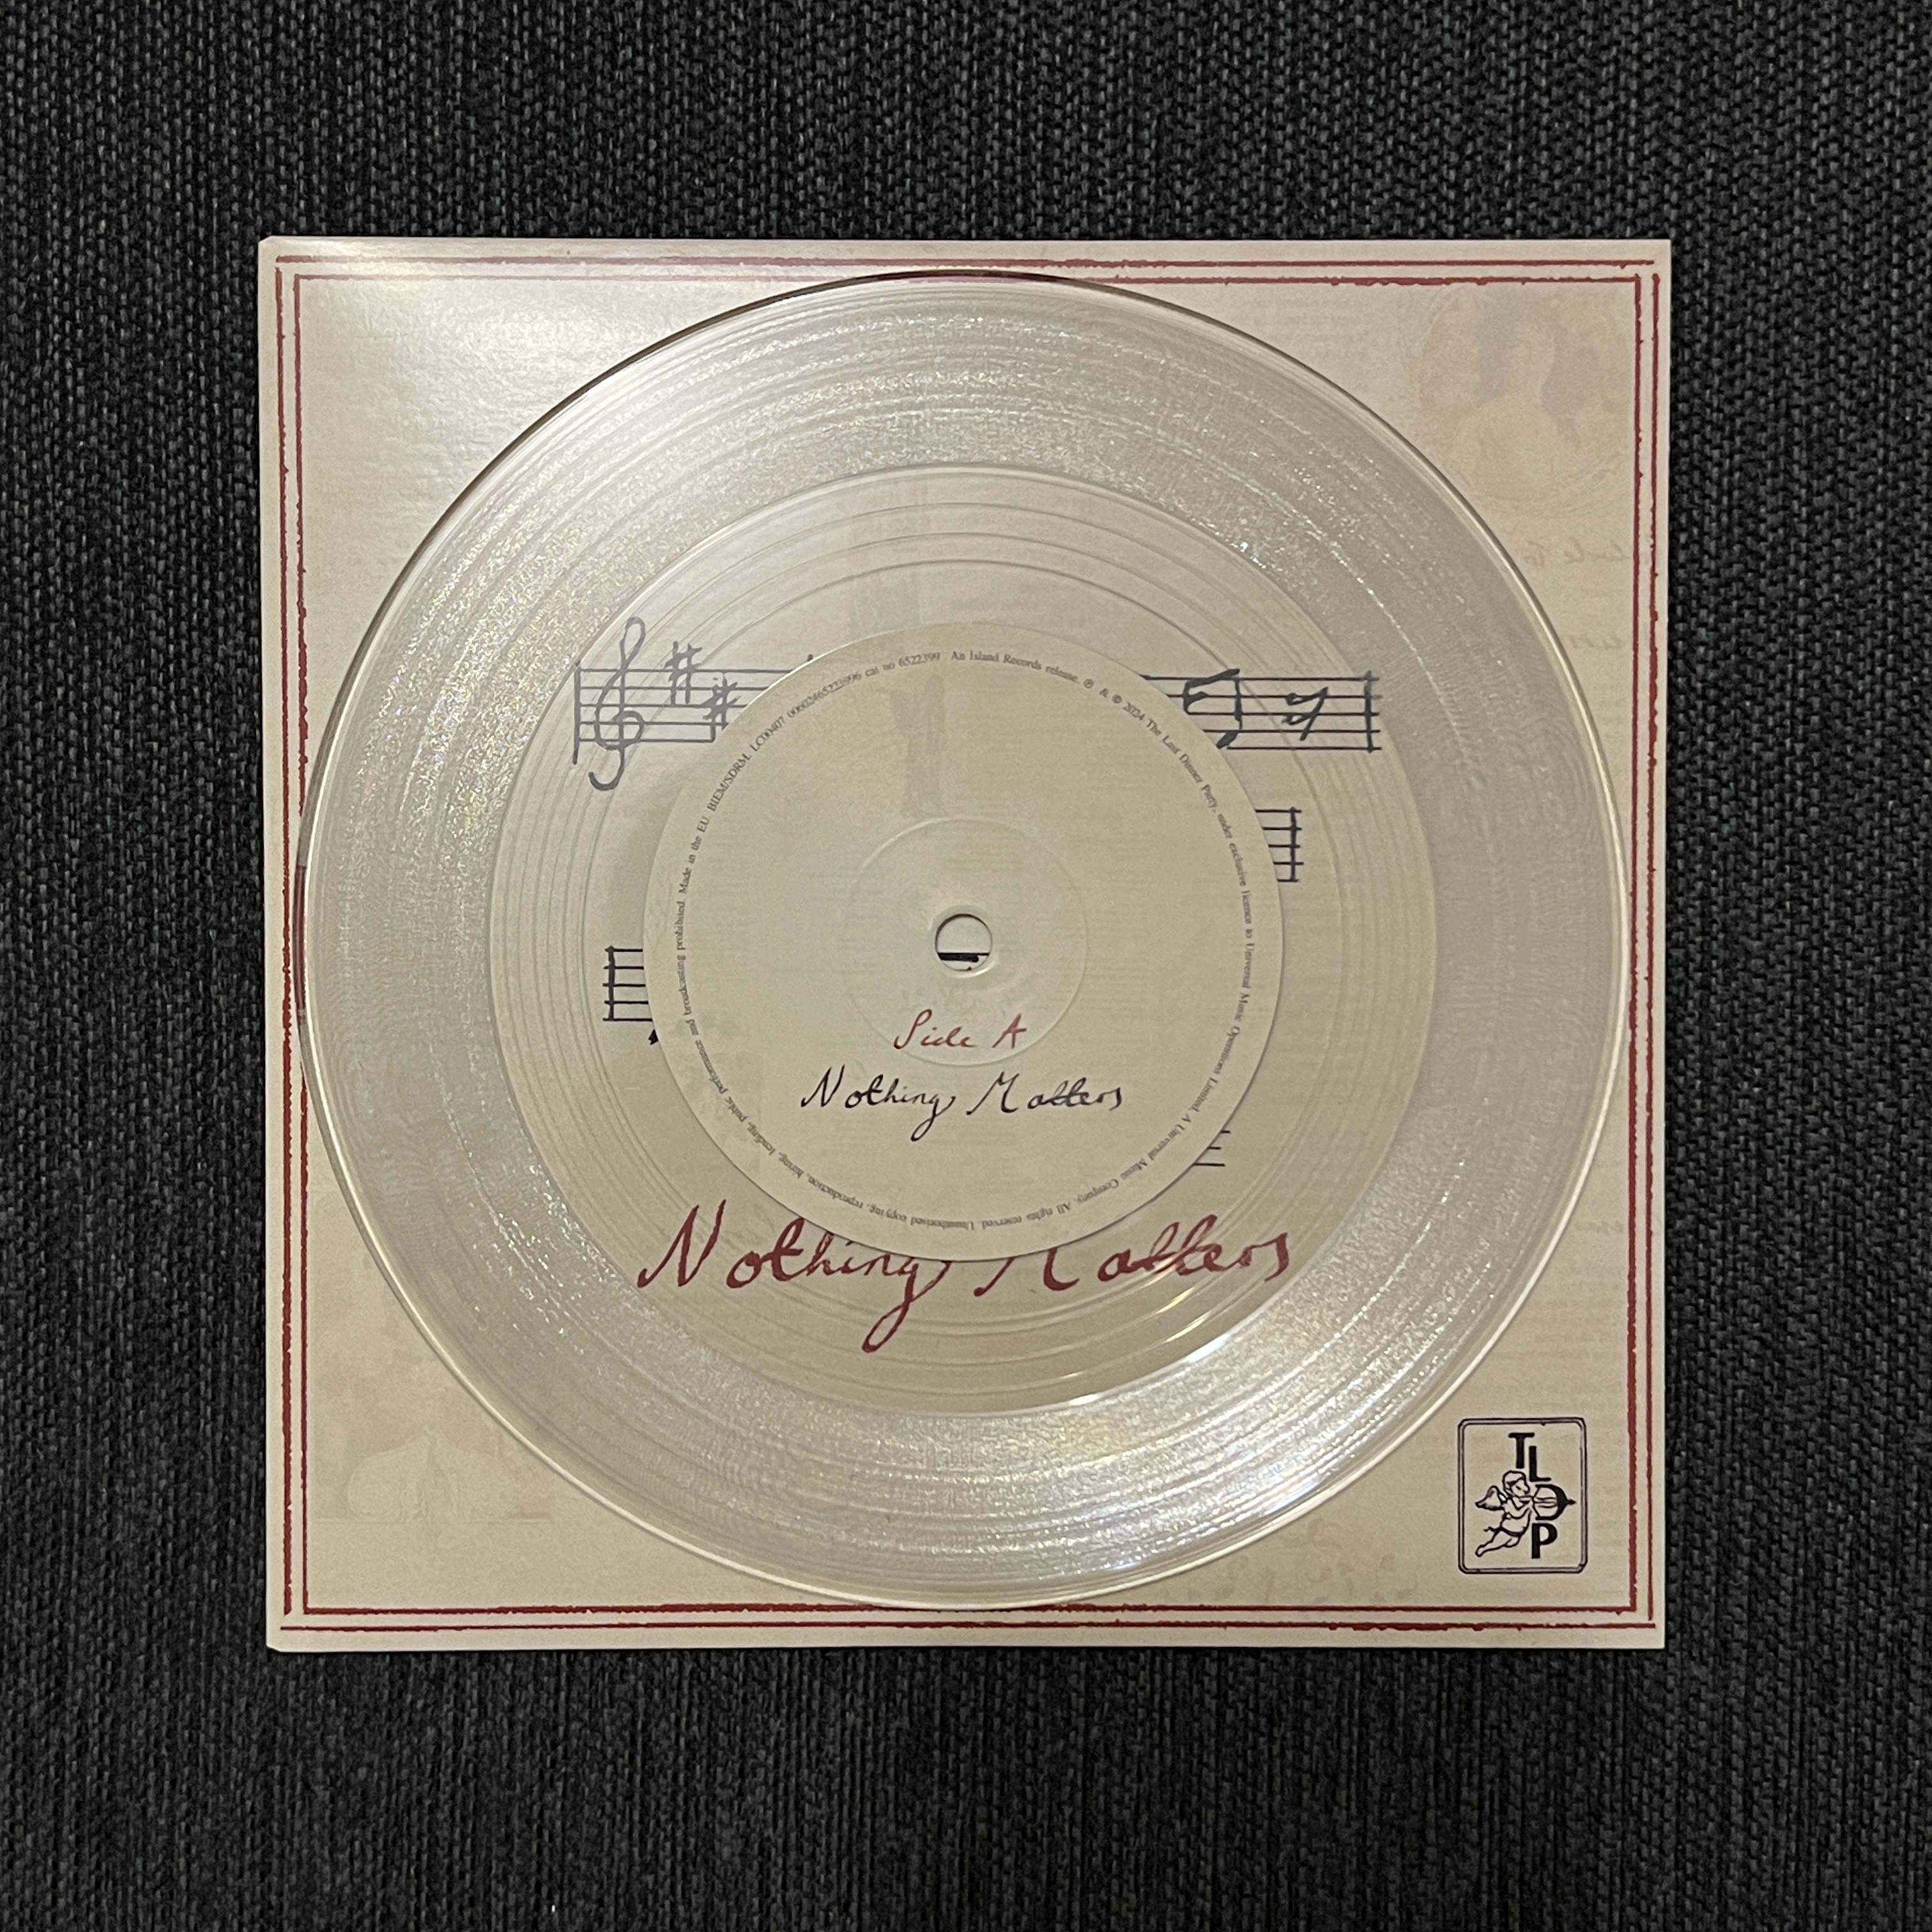 An Island Records release. ℗ & © 2024 The Last Dinner Party, under exclusive licence to Universal Music Operations Limited. A Universal Music Company. All rights reserved. Unauthorised copying, reproduction, hiring, lending, public performance and broadcasting prohibited. Made in the EU. BIEM/SDRM. LC00407 00602465223996 cat no 6522399
Side A
Nothing Matters
Nothing Matters
TLDP